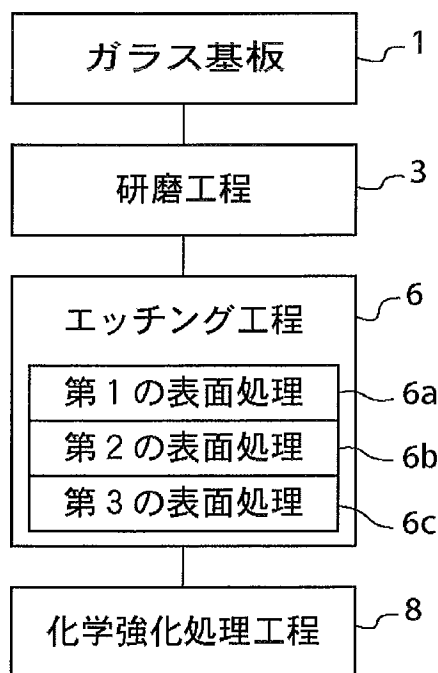 ガラス基板 1
研磨工程 3
エッチング工程 6
第1の表面処理 6a
第2の表面処理 6b
第3の表面処理 6c
化学強化処理工程 8